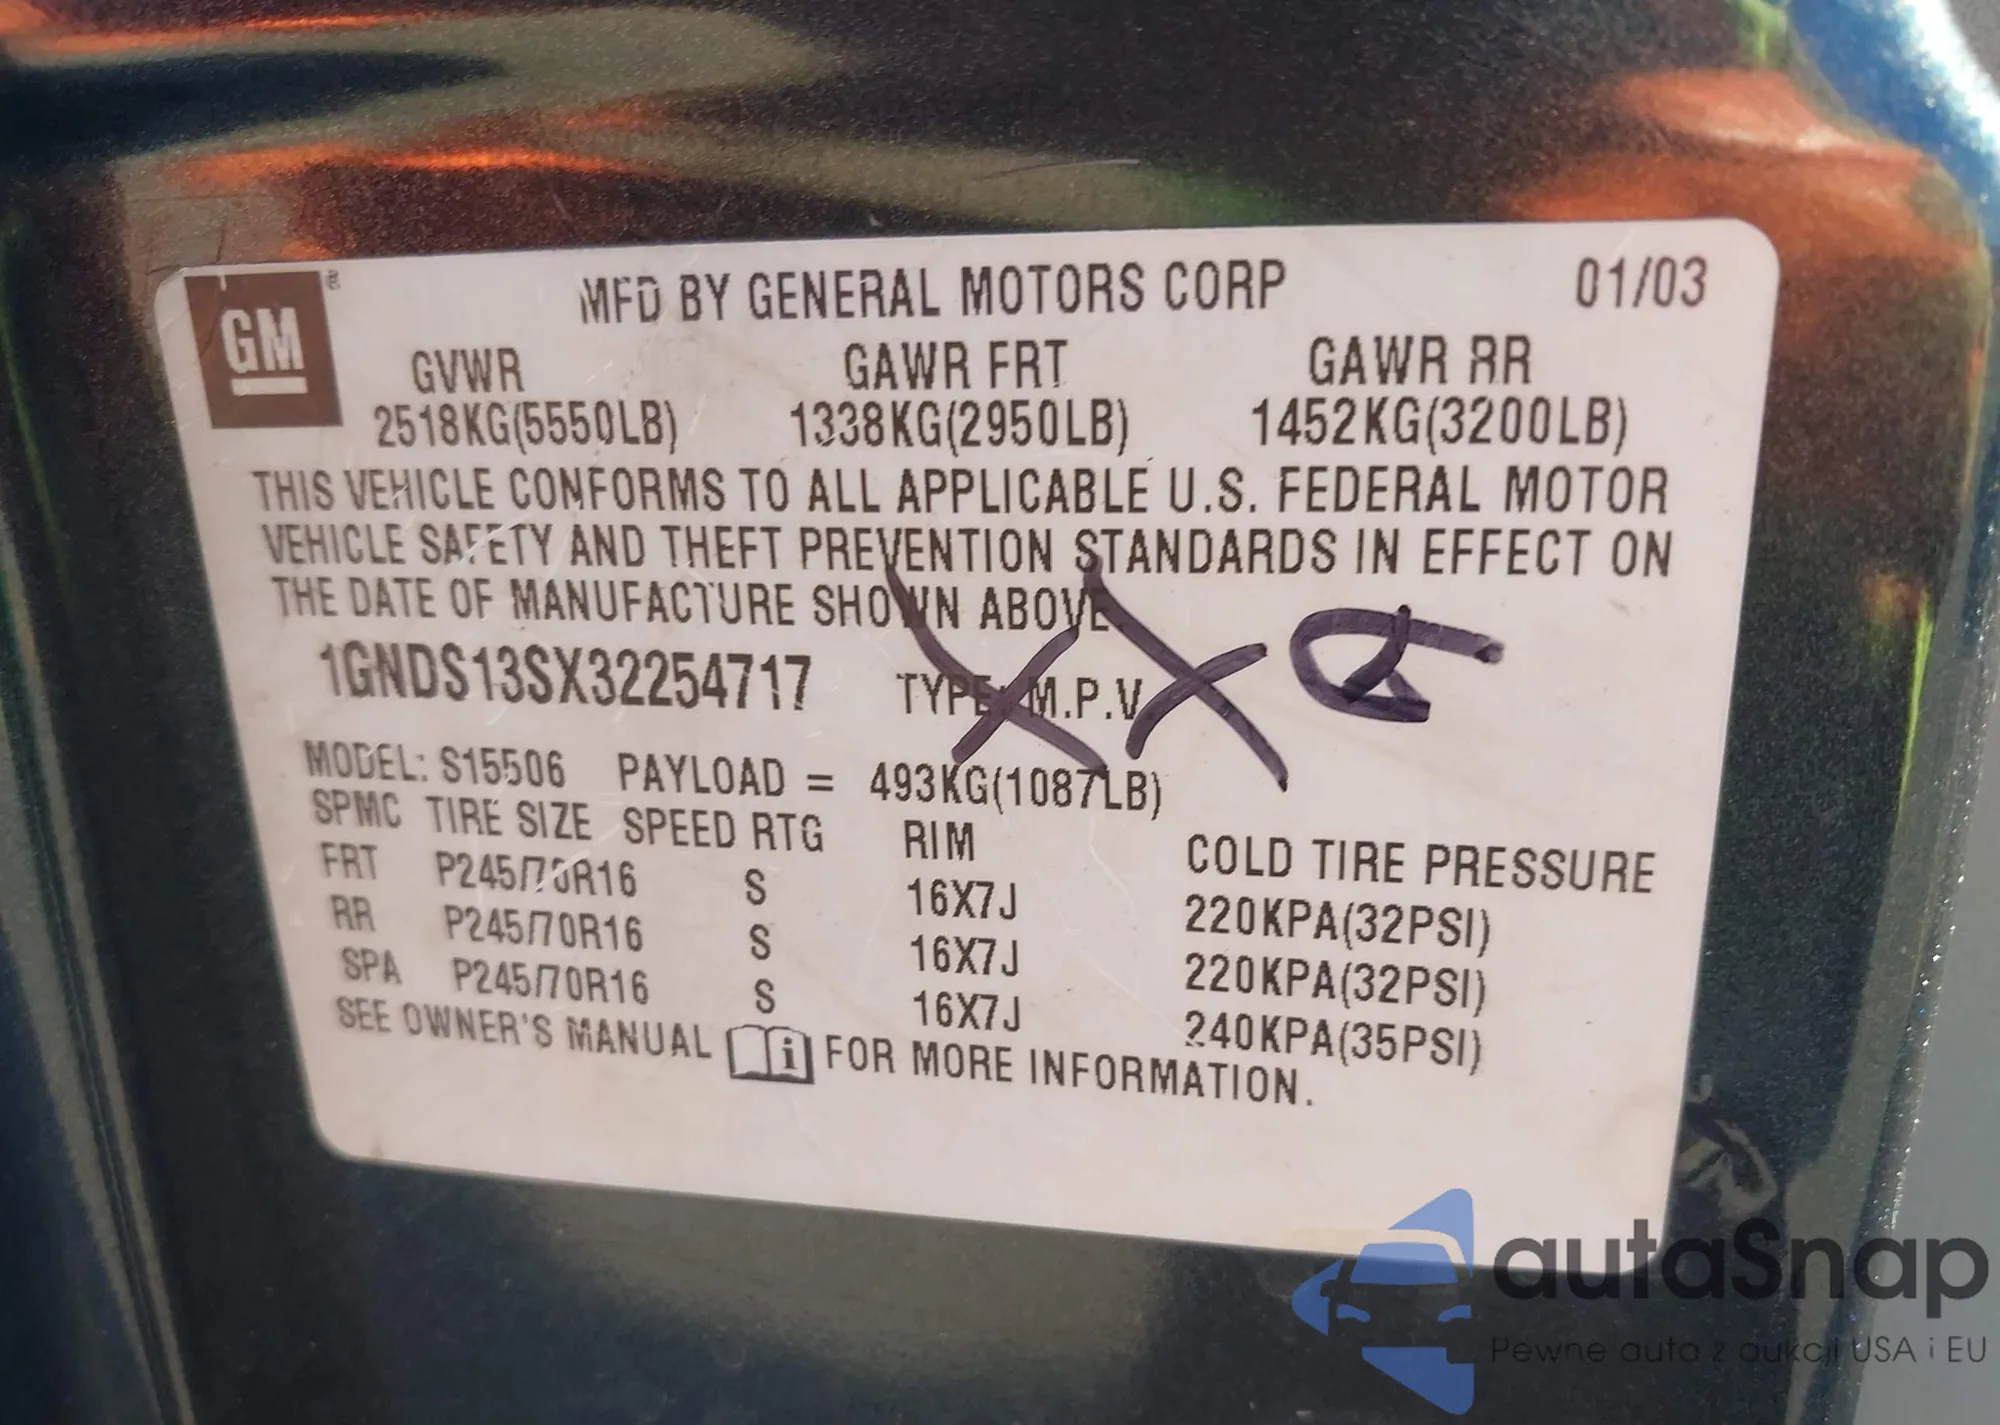 GM ®
MFD BY GENERAL MOTORS CORP 01/03
GVWR GAWR FRT GAWR RR
2518KG(5550LB) 1338KG(2950LB) 1452KG(3200LB)
THIS VEHICLE CONFORMS TO ALL APPLICABLE U.S. FEDERAL MOTOR
VEHICLE SAFETY AND THEFT PREVENTION STANDARDS IN EFFECT ON
THE DATE OF MANUFACTURE SHOWN ABOVE
1GNDS13SX32254717 TYPE: M.P.V
MODEL: S15506 PAYLOAD = 493KG(1087LB)
SPMC TIRE SIZE SPEED RTG RIM COLD TIRE PRESSURE
FRT P245/70R16 S 16X7J 220KPA(32PSI)
RR P245/70R16 S 16X7J 220KPA(32PSI)
SPA P245/70R16 S 16X7J 240KPA(35PSI)
SEE OWNER'S MANUAL i FOR MORE INFORMATION.
autaSnap
Pewne auta z aukcji USA i EU